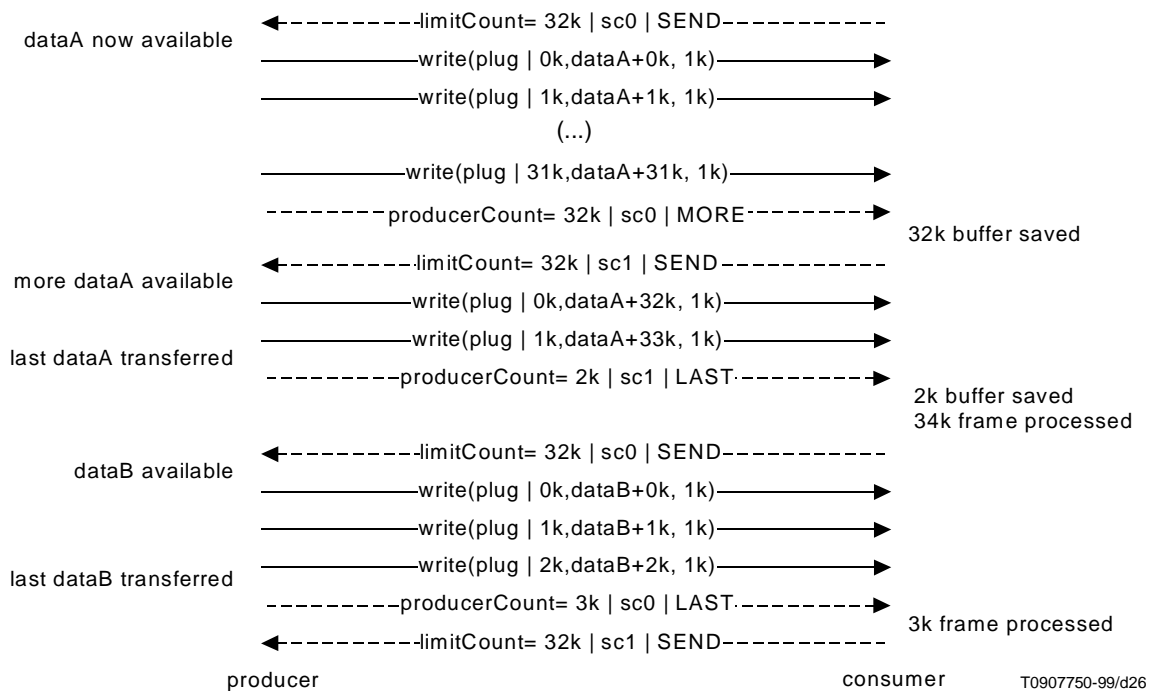 limitCount= 32k | sc0 | SEND
dataA now available
write(plug | 0k,dataA+0k, 1k)
write(plug | 1k,dataA+1k, 1k)
(...)
write(plug | 31k,dataA+31k, 1k)
producerCount= 32k | sc0 | MORE
32k buffer saved
limitCount= 32k | sc1 | SEND
more dataA available
write(plug | 0k,dataA+32k, 1k)
write(plug | 1k,dataA+33k, 1k)
last dataA transferred
producerCount= 2k | sc1 | LAST
2k buffer saved
34k frame processed
limitCount= 32k | sc0 | SEND
dataB available
write(plug | 0k,dataB+0k, 1k)
write(plug | 1k,dataB+1k, 1k)
write(plug | 2k,dataB+2k, 1k)
last dataB transferred
producerCount= 3k | sc0 | LAST
3k frame processed
limitCount= 32k | sc1 | SEND
producer
consumer
T0907750-99/d26